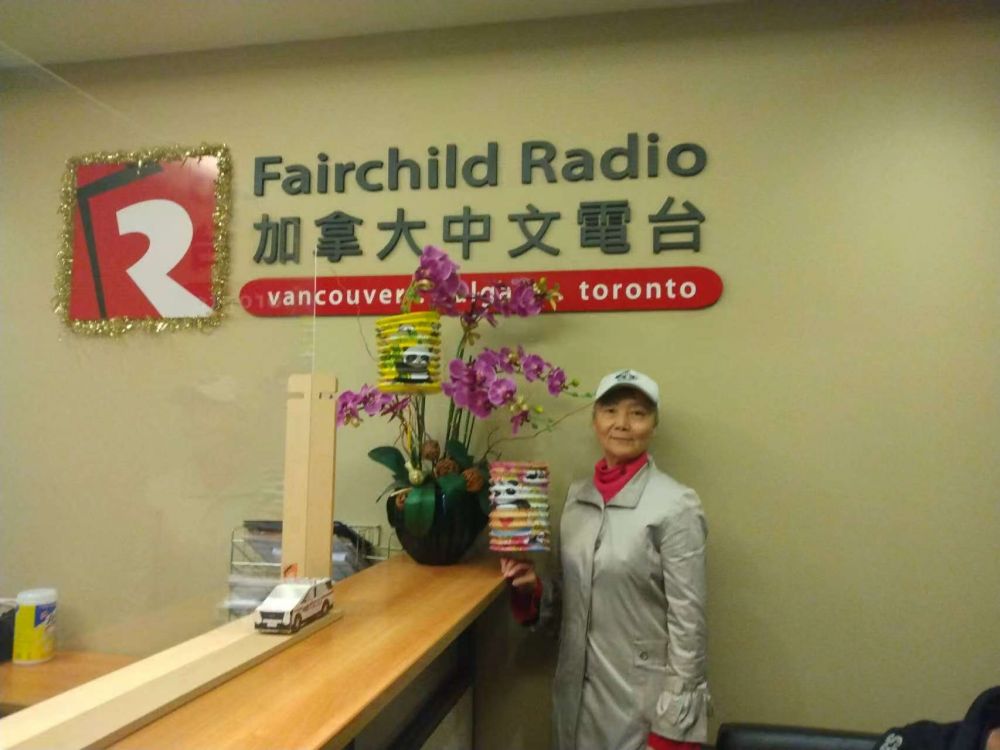 Fairchild Radio
加拿大中文電台
vancouver toronto